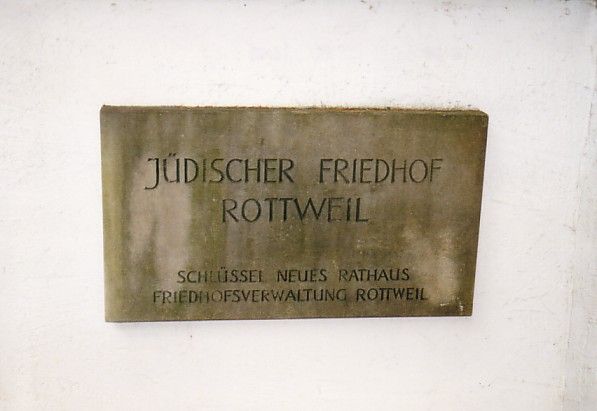 JÜDISCHER FRIEDHOF
ROTTWEIL
SCHLÜSSEL NEUES RATHAUS
FRIEDHOFSVERWALTUNG ROTTWEIL